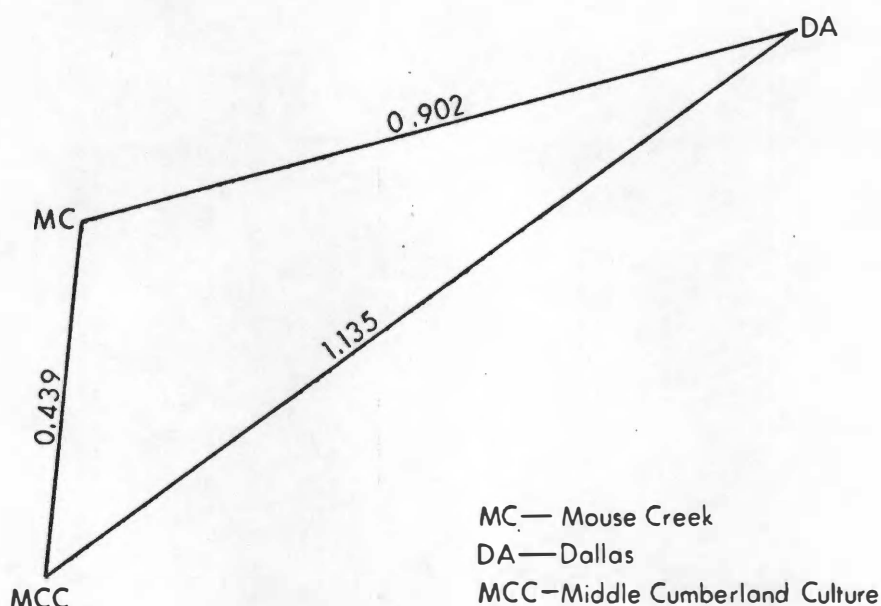 DA
0.902
MC
1.135
0.439
MC— Mouse Creek
DA—Dallas
MCC—Middle Cumberland Culture
MCC